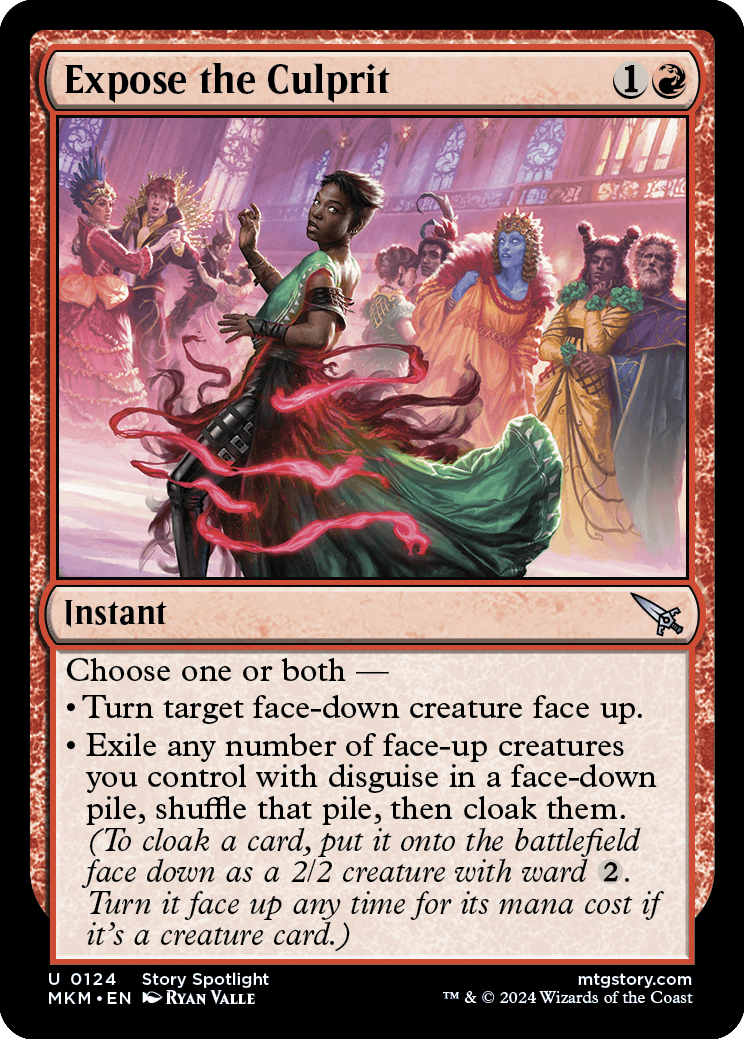 Expose the Culprit 1
Instant
Choose one or both —
• Turn target face-down creature face up.
• Exile any number of face-up creatures
you control with disguise in a face-down
pile, shuffle that pile, then cloak them.
(To cloak a card, put it onto the battlefield
face down as a 2/2 creature with ward 2.
Turn it face up any time for its mana cost if
it's a creature card.)
U 0124 Story Spotlight mtgstory.com
MKM • EN Ryan Valle ™ & © 2024 Wizards of the Coast